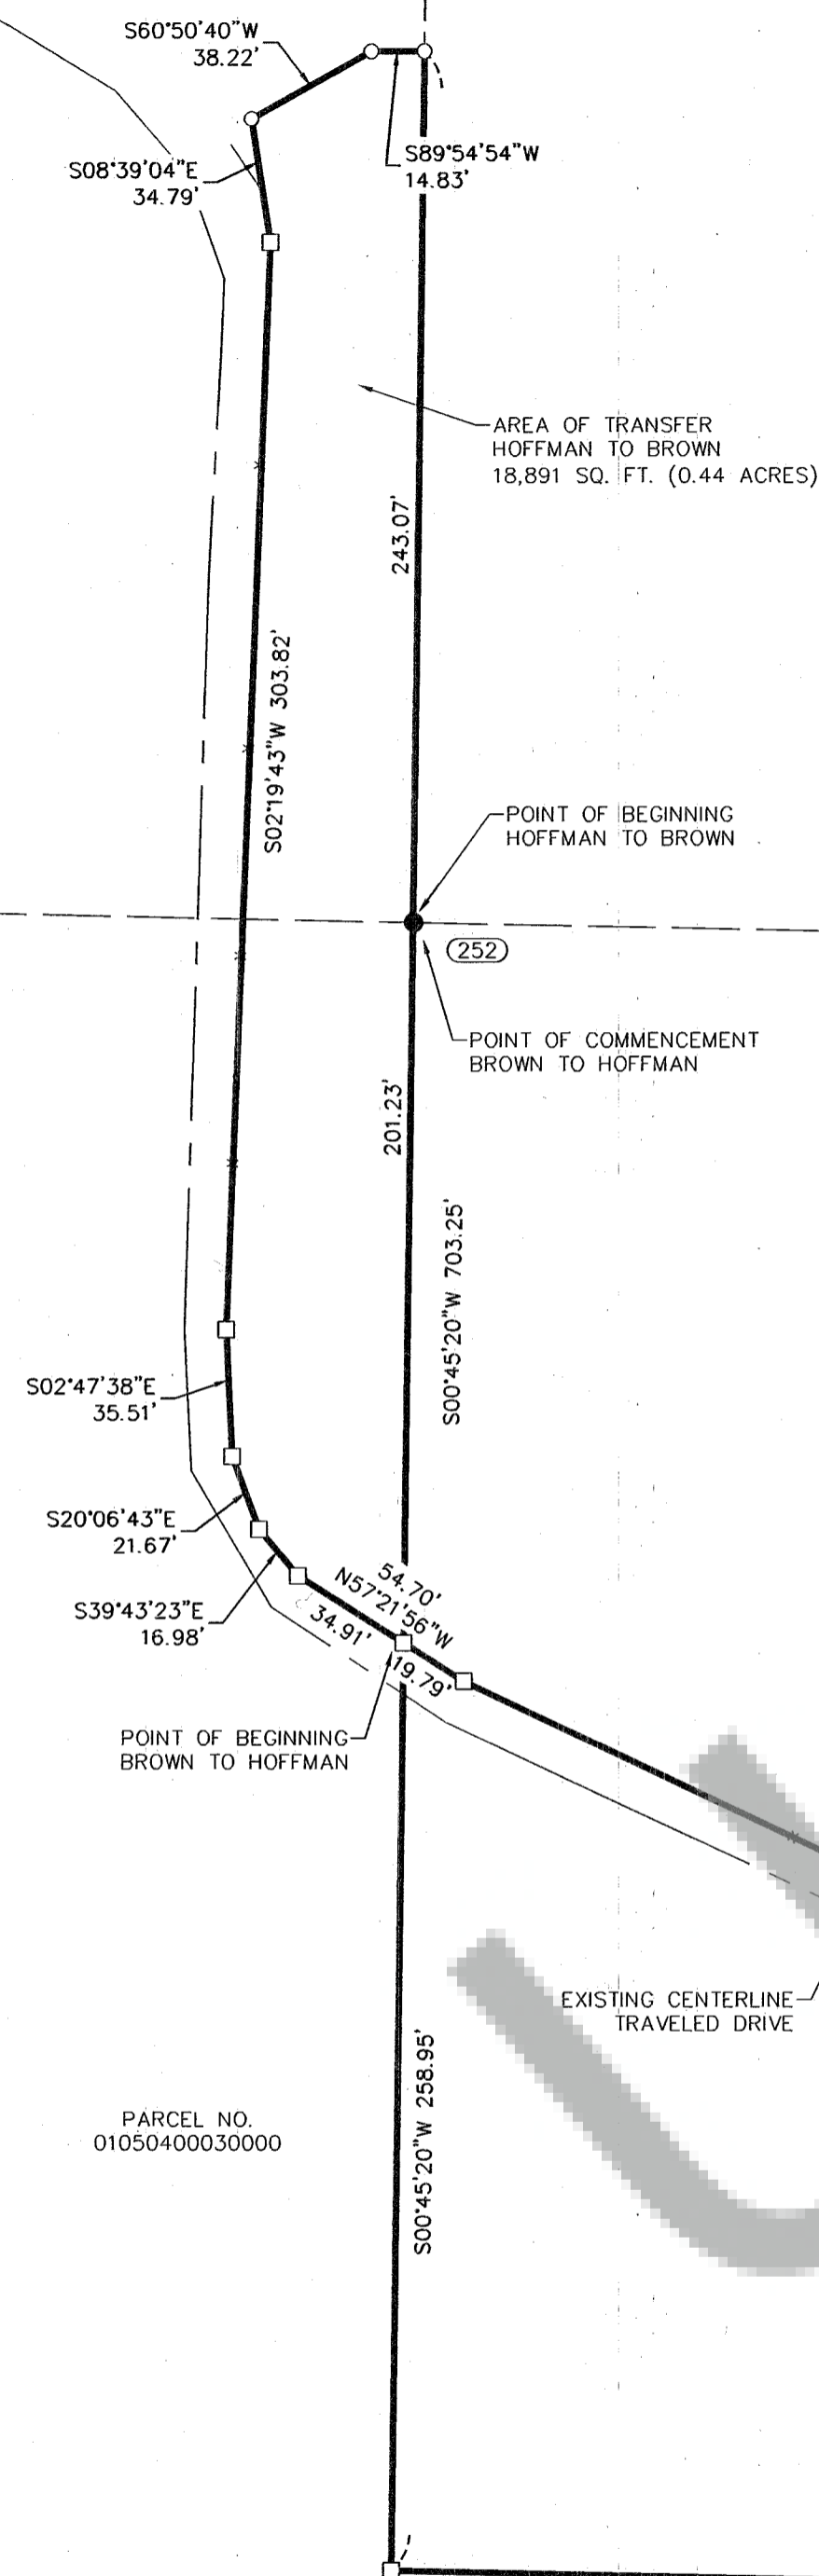 S60°50'40"W
38.22'
S89°54'54"W
14.83'
S08°39'04"E
34.79'
AREA OF TRANSFER
HOFFMAN TO BROWN
18,891 SQ. FT. (0.44 ACRES)
243.07'
S02°19'43"W 303.82'
POINT OF BEGINNING
HOFFMAN TO BROWN
252
POINT OF COMMENCEMENT
BROWN TO HOFFMAN
201.23'
S00°45'20"W 703.25'
S02°47'38"E
35.51'
S20°06'43"E
21.67'
S39°43'23"E
16.98'
54.70'
N57°21'56"W
34.91'
19.79'
POINT OF BEGINNING
BROWN TO HOFFMAN
EXISTING CENTERLINE
TRAVELED DRIVE
S00°45'20"W 258.95'
PARCEL NO.
01050400030000